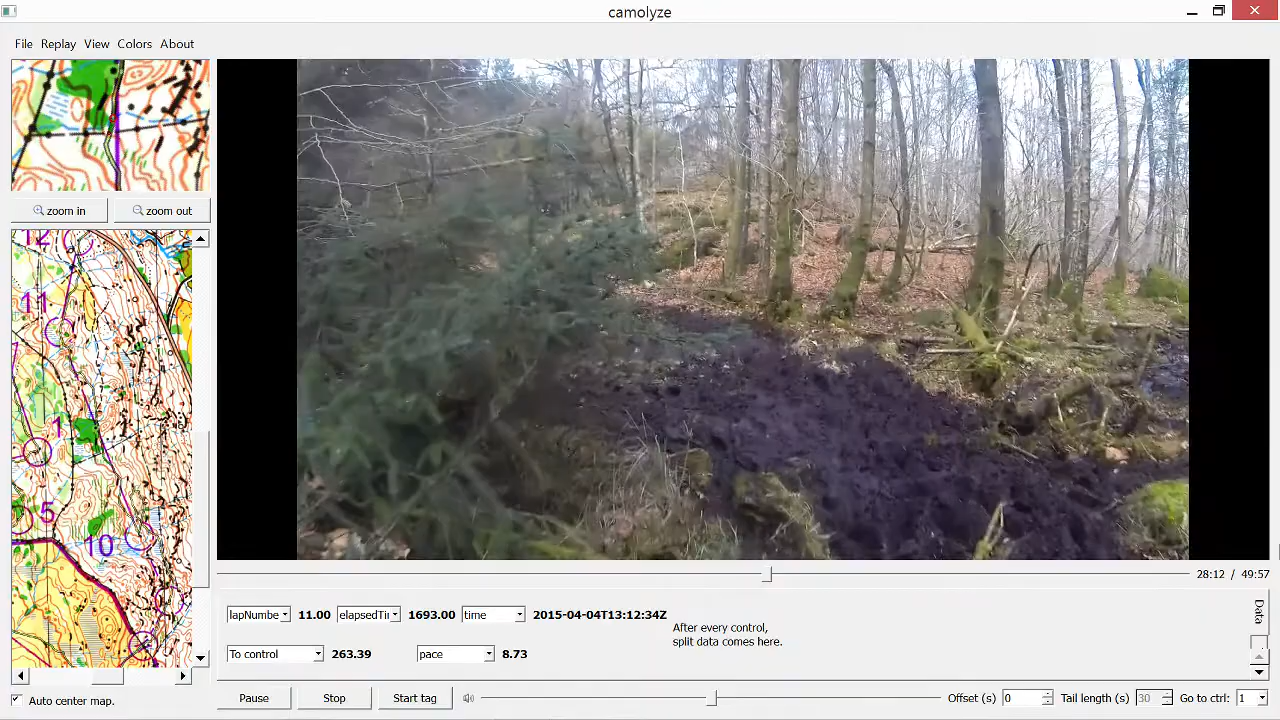 camolyze
File Replay View Colors About
zoom in zoom out
12
11
1
5
10
28:12 / 49:57
lapNumbe 11.00 elapsedTi 1693.00 time 2015-04-04T13:12:34Z
After every control,
split data comes here.
To control 263.39 pace 8.73
Data
Auto center map.
Pause Stop Start tag Offset (s) 0 Tail length (s) 30 Go to ctrl: 1